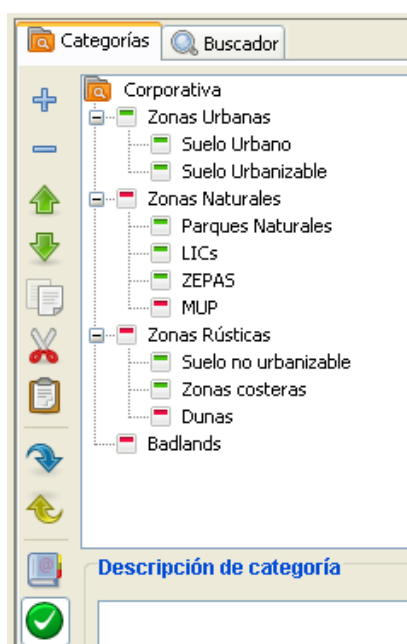 Categorías Buscador
Corporativa
Zonas Urbanas
Suelo Urbano
Suelo Urbanizable
Zonas Naturales
Parques Naturales
LICs
ZEPAS
MUP
Zonas Rústicas
Suelo no urbanizable
Zonas costeras
Dunas
Badlands
Descripción de categoría